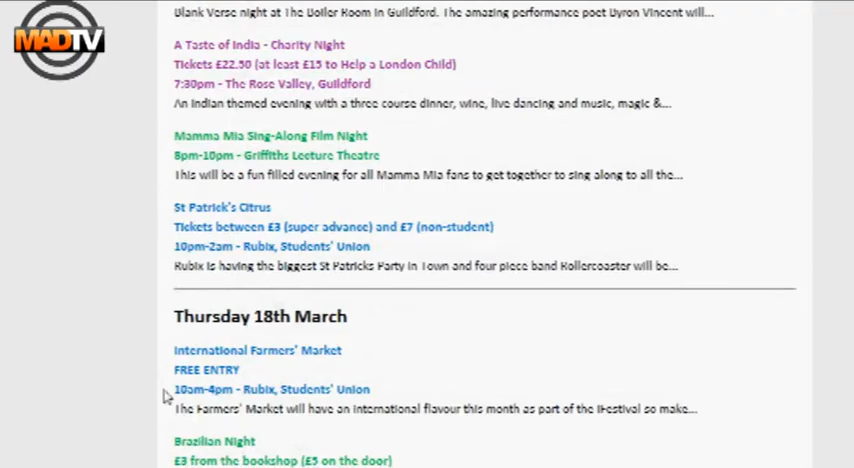 MADTV
Blank Verse night at The Boiler Room in Guildford. The amazing performance poet Byron Vincent will...
A Taste of India - Charity Night
Tickets £22.50 (at least £15 to Help a London Child)
7:30pm - The Rose Valley, Guildford
An Indian themed evening with a three course dinner, wine, live dancing and music, magic &...
Mamma Mia Sing-Along Film Night
8pm-10pm - Griffiths Lecture Theatre
This will be a fun filled evening for all Mamma Mia fans to get together to sing along to all the...
St Patrick's Citrus
Tickets between £3 (super advance) and £7 (non-student)
10pm-2am - Rubix, Students' Union
Rubix is having the biggest St Patricks Party in Town and four piece band Rollercoaster will be...
Thursday 18th March
International Farmers' Market
FREE ENTRY
10am-4pm - Rubix, Students' Union
The Farmers' Market will have an international flavour this month as part of the iFestival so make...
Brazilian Night
£3 from the bookshop (£5 on the door)